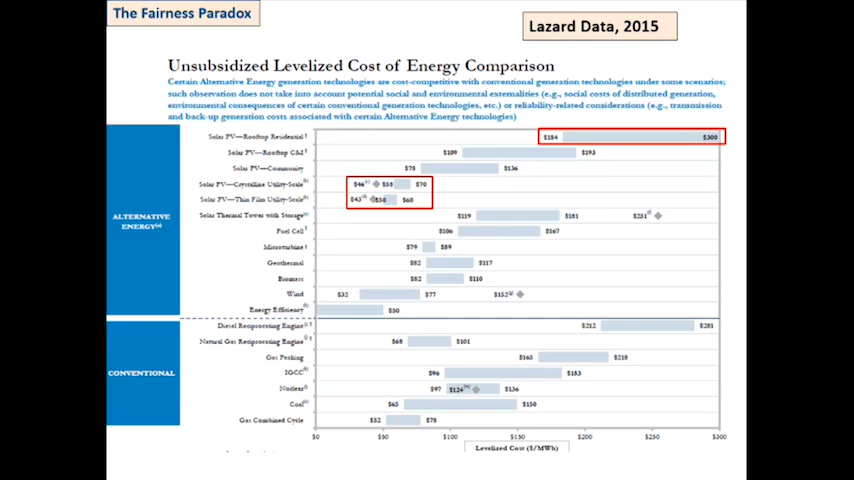 The Fairness Paradox
Lazard Data, 2015
Unsubsidized Levelized Cost of Energy Comparison
Certain Alternative Energy generation technologies are cost-competitive with conventional generation technologies under some scenarios;
such observation does not take into account potential social and environmental externalities (e.g., social costs of distributed generation,
environmental consequences of certain conventional generation technologies, etc.) or reliability-related considerations (e.g., transmission
and back-up generation costs associated with certain Alternative Energy technologies)
ALTERNATIVE
ENERGY(a)
Solar PV—Rooftop Residential ‡ $184 $300
Solar PV—Rooftop C&I ‡ $109 $193
Solar PV—Community $78 $136
Solar PV—Crystalline Utility-Scale $46 $58 $70
Solar PV—Thin Film Utility-Scale $43 $50 $60
Solar Thermal Tower with Storage $119 $181 $231
Fuel Cell ‡ $106 $167
Microturbine ‡ $79 $89
Geothermal $82 $117
Biomass $82 $110
Wind $32 $77 $152
Energy Efficiency $50
CONVENTIONAL
Diesel Reciprocating Engine $212 $281
Natural Gas Reciprocating Engine $68 $101
Gas Peaking $165 $218
IGCC $96 $183
Nuclear $97 $124 $136
Coal $65 $150
Gas Combined Cycle $52 $78
$0 $50 $100 $150 $200 $250 $300
Levelized Cost ($/MWh)